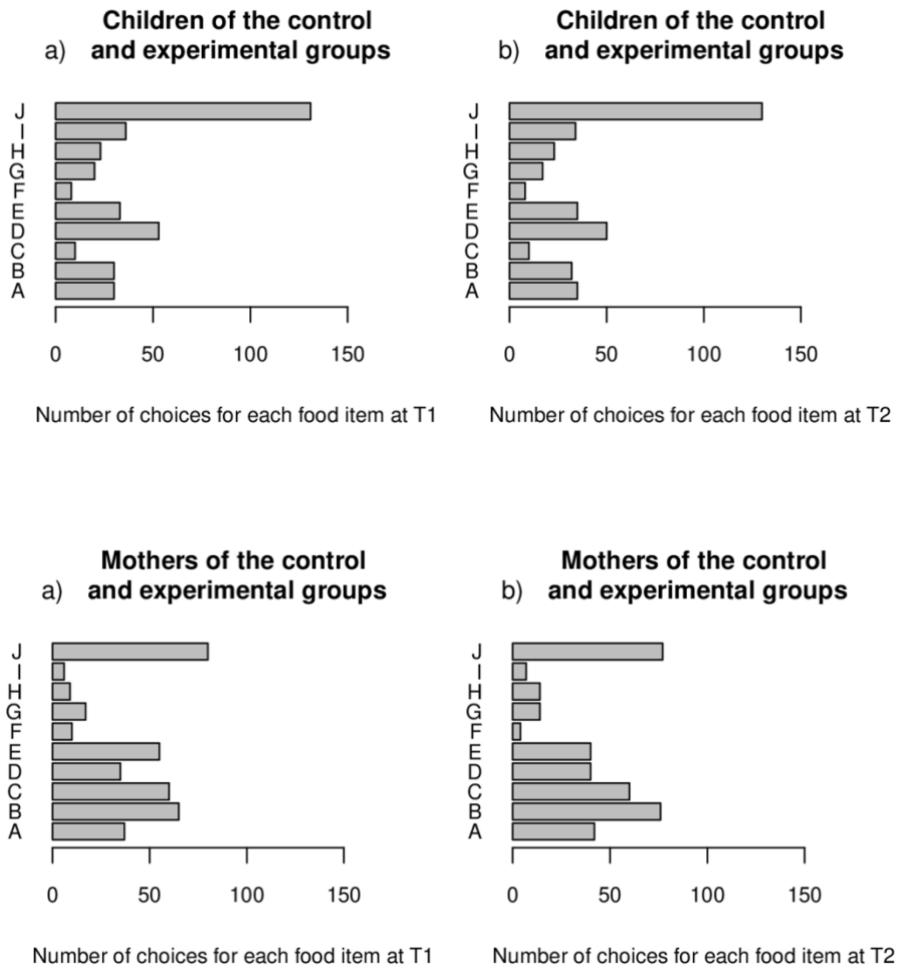 Children of the control
a) and experimental groups
J
I
H
G
F
E
D
C
B
A
0 50 100 150
Number of choices for each food item at T1
Children of the control
b) and experimental groups
J
I
H
G
F
E
D
C
B
A
0 50 100 150
Number of choices for each food item at T2
Mothers of the control
a) and experimental groups
J
I
H
G
F
E
D
C
B
A
0 50 100 150
Number of choices for each food item at T1
Mothers of the control
b) and experimental groups
J
I
H
G
F
E
D
C
B
A
0 50 100 150
Number of choices for each food item at T2